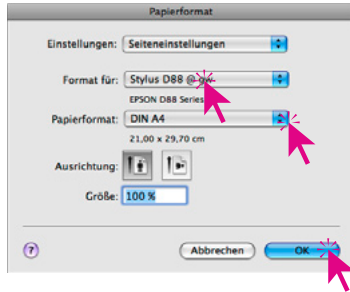 Papierformat
Einstellungen: Seiteneinstellungen
Format für: Stylus D88 @
EPSON D88 Series
Papierformat: DIN A4
21,00 x 29,70 cm
Ausrichtung:
Größe: 100 %
? Abbrechen OK